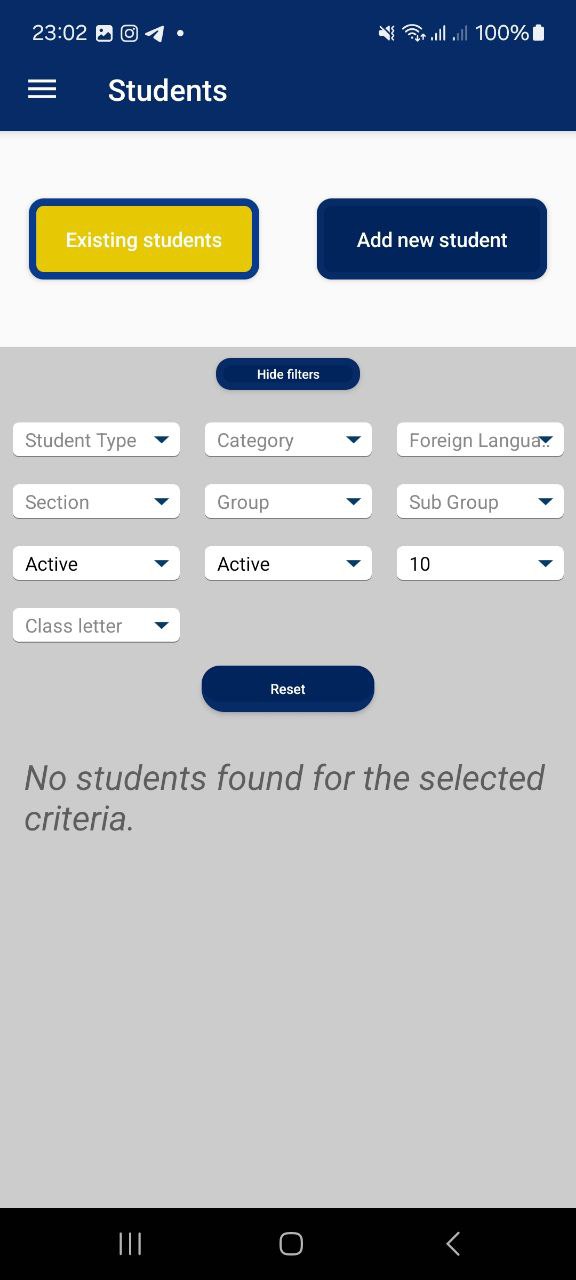 23:02 100%
Students
Existing students Add new student
Hide filters
Student Type Category Foreign Langua..
Section Group Sub Group
Active Active 10
Class letter
Reset
No students found for the selected
criteria.